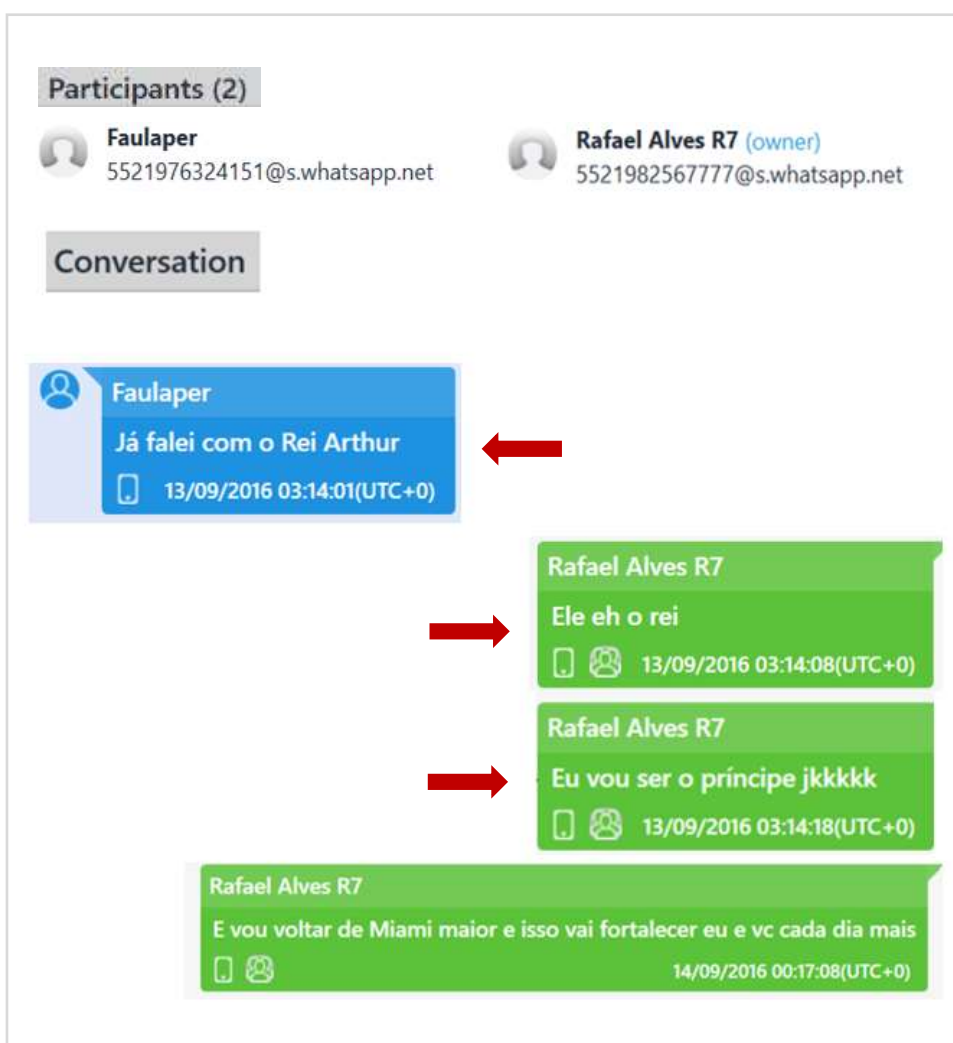 Participants (2)
Faulaper
5521976324151@s.whatsapp.net
Rafael Alves R7 (owner)
5521982567777@s.whatsapp.net
Conversation
Faulaper
Já falei com o Rei Arthur
13/09/2016 03:14:01(UTC+0)
Rafael Alves R7
Ele eh o rei
13/09/2016 03:14:08(UTC+0)
Rafael Alves R7
Eu vou ser o príncipe jkkkkk
13/09/2016 03:14:18(UTC+0)
Rafael Alves R7
E vou voltar de Miami maior e isso vai fortalecer eu e vc cada dia mais
14/09/2016 00:17:08(UTC+0)